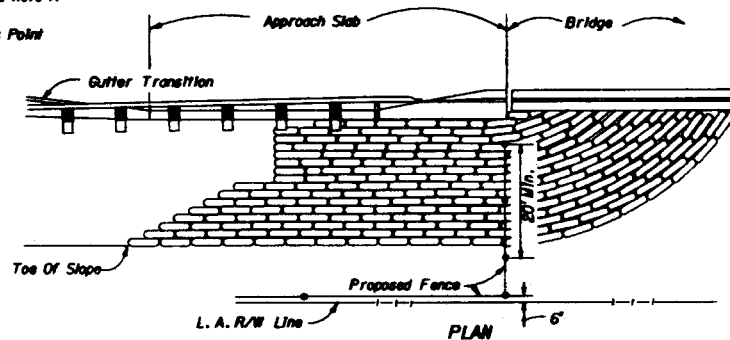 Point
Approach Slab
Bridge
Gutter Transition
20' Min.
Toe Of Slope
Proposed Fence
L. A. R/W Line
6"
PLAN